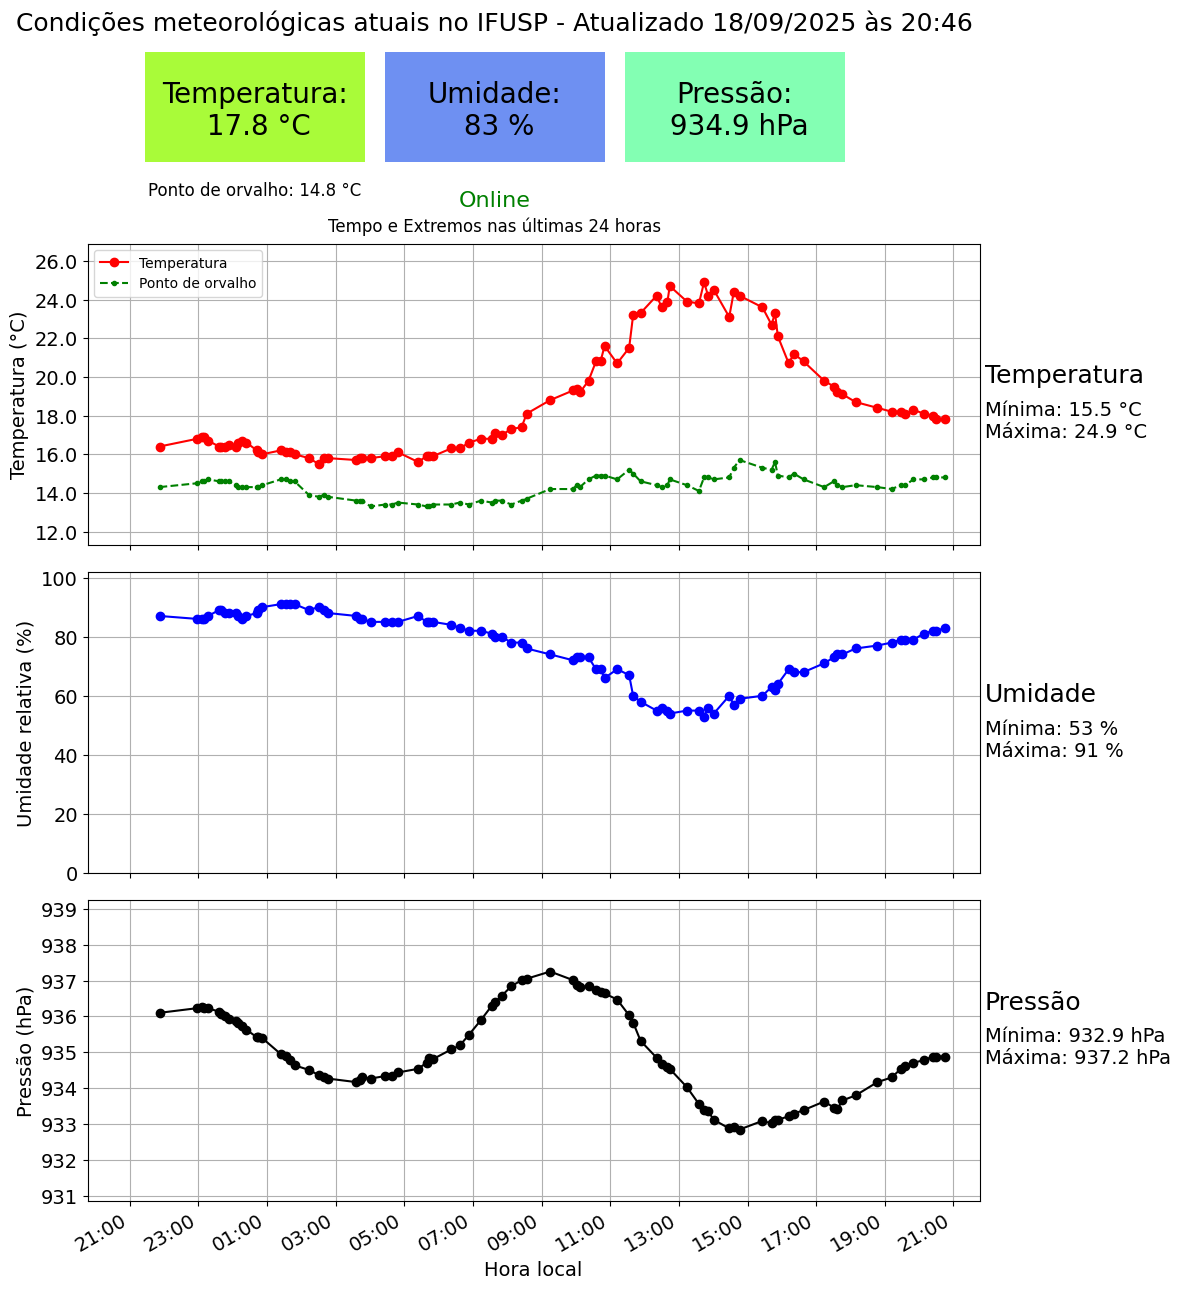 Condições meteorológicas atuais no IFUSP - Atualizado 18/09/2025 às 20:46
Temperatura:
17.8 °C
Umidade:
83 %
Pressão:
934.9 hPa
Ponto de orvalho: 14.8 °C
Online
Tempo e Extremos nas últimas 24 horas
Temperatura (°C)
26.0
24.0
22.0
20.0
18.0
16.0
14.0
12.0
Temperatura
Ponto de orvalho
Temperatura
Mínima: 15.5 °C
Máxima: 24.9 °C
Umidade relativa (%)
100
80
60
40
20
0
Umidade
Mínima: 53 %
Máxima: 91 %
Pressão (hPa)
939
938
937
936
935
934
933
932
931
Pressão
Mínima: 932.9 hPa
Máxima: 937.2 hPa
21:00 23:00 01:00 03:00 05:00 07:00 09:00 11:00 13:00 15:00 17:00 19:00 21:00
Hora local